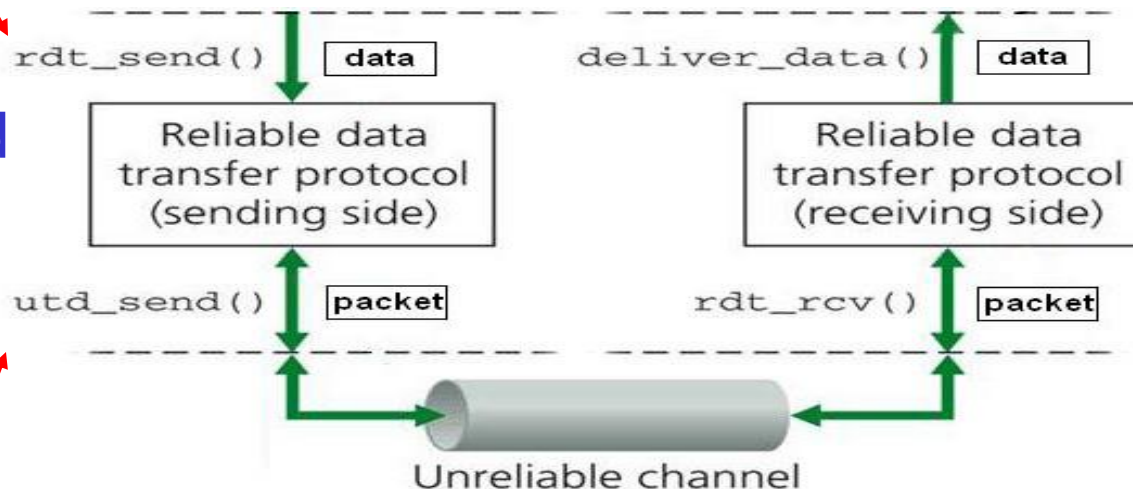 rdt_send()
data
deliver_data()
data
Reliable data
transfer protocol
(sending side)
Reliable data
transfer protocol
(receiving side)
utd_send()
packet
rdt_rcv()
packet
Unreliable channel